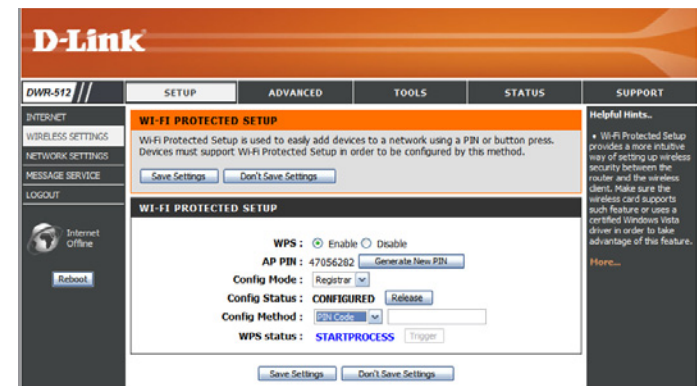 D-Link
DWR-512
SETUP
ADVANCED
TOOLS
STATUS
SUPPORT
INTERNET
WIRELESS SETTINGS
NETWORK SETTINGS
MESSAGE SERVICE
LOGOUT
Internet
Offline
Reboot
WI-FI PROTECTED SETUP
Wi-Fi Protected Setup is used to easly add devices to a network using a PIN or button press.
Devices must support Wi-Fi Protected Setup in order to be configured by this method.
Save Settings
Don't Save Settings
WI-FI PROTECTED SETUP
WPS : Enable Disable
AP PIN : 47056282 Generate New PIN
Config Mode : Registrar
Config Status : CONFIGURED Release
Config Method : PIN Code
WPS status : STARTPROCESS Trigger
Save Settings
Don't Save Settings
Helpful Hints..
• Wi-Fi Protected Setup
provides a more intuitive
way of setting up wireless
security between the
router and the wireless
client. Make sure the
wireless card supports
such feature or uses a
certified Windows Vista
driver in order to take
advantage of this feature.
More...